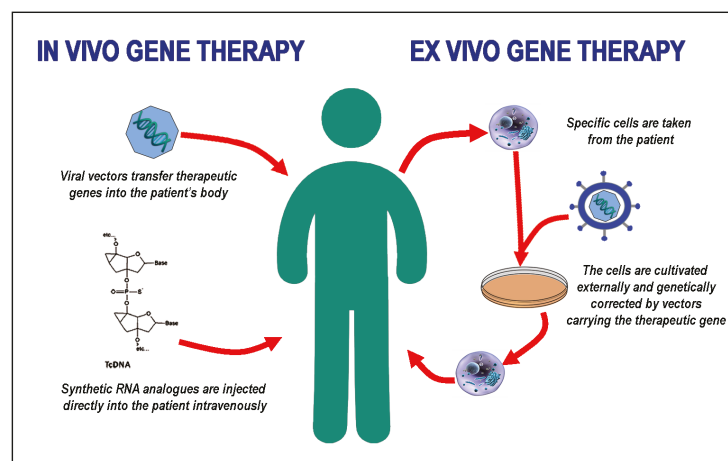 IN VIVO GENE THERAPY
EX VIVO GENE THERAPY
Viral vectors transfer therapeutic
genes into the patient's body
etc...
O
O
Base
O
O=P-S-
O
O
Base
O
etc...
TcDNA
Synthetic RNA analogues are injected
directly into the patient intravenously
Specific cells are taken
from the patient
The cells are cultivated
externally and genetically
corrected by vectors
carrying the therapeutic gene